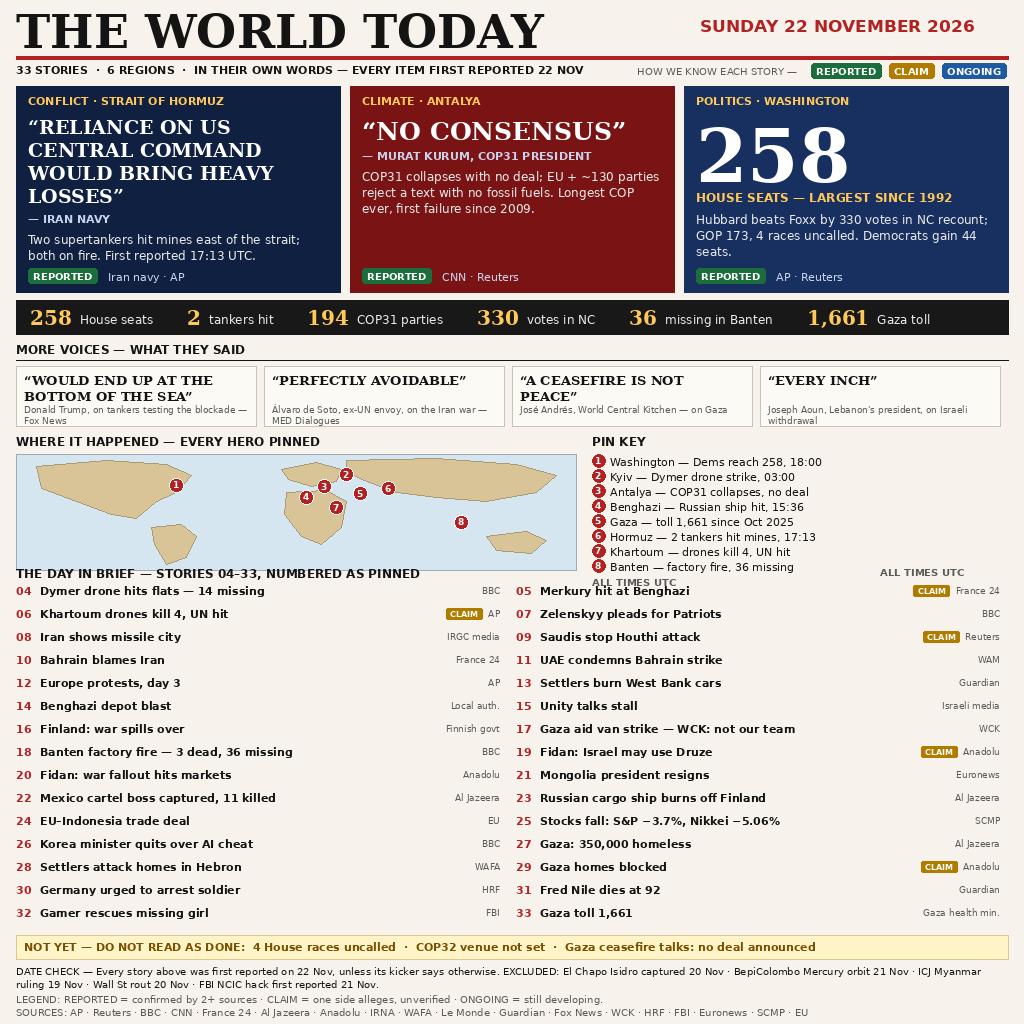 THE WORLD TODAY
SUNDAY 22 NOVEMBER 2026
33 STORIES · 6 REGIONS · IN THEIR OWN WORDS — EVERY ITEM FIRST REPORTED 22 NOV
HOW WE KNOW EACH STORY — REPORTED CLAIM ONGOING
CONFLICT · STRAIT OF HORMUZ
“RELIANCE ON US
CENTRAL COMMAND
WOULD BRING HEAVY
LOSSES”
— IRAN NAVY
Two supertankers hit mines east of the strait;
both on fire. First reported 17:13 UTC.
REPORTED Iran navy · AP
CLIMATE · ANTALYA
“NO CONSENSUS”
— MURAT KURUM, COP31 PRESIDENT
COP31 collapses with no deal; EU + ~130 parties
reject a text with no fossil fuels. Longest COP
ever, first failure since 2009.
REPORTED CNN · Reuters
POLITICS · WASHINGTON
258
HOUSE SEATS — LARGEST SINCE 1992
Hubbard beats Foxx by 330 votes in NC recount;
GOP 173, 4 races uncalled. Democrats gain 44
seats.
REPORTED AP · Reuters
258 House seats 2 tankers hit 194 COP31 parties 330 votes in NC 36 missing in Banten 1,661 Gaza toll
MORE VOICES — WHAT THEY SAID
“WOULD END UP AT THE
BOTTOM OF THE SEA”
Donald Trump, on tankers testing the blockade —
Fox News
“PERFECTLY AVOIDABLE”
Álvaro de Soto, ex-UN envoy, on the Iran war —
MED Dialogues
“A CEASEFIRE IS NOT
PEACE”
José Andrés, World Central Kitchen — on Gaza
“EVERY INCH”
Joseph Aoun, Lebanon's president, on Israeli
withdrawal
WHERE IT HAPPENED — EVERY HERO PINNED
1
2
3
4
5
6
7
8
PIN KEY
1 Washington — Dems reach 258, 18:00
2 Kyiv — Dymer drone strike, 03:00
3 Antalya — COP31 collapses, no deal
4 Benghazi — Russian ship hit, 15:36
5 Gaza — toll 1,661 since Oct 2025
6 Hormuz — 2 tankers hit mines, 17:13
7 Khartoum — drones kill 4, UN hit
8 Banten — factory fire, 36 missing
ALL TIMES UTC
THE DAY IN BRIEF — STORIES 04–33, NUMBERED AS PINNED
ALL TIMES UTC
04 Dymer drone hits flats — 14 missing BBC
05 Merkury hit at Benghazi CLAIM France 24
06 Khartoum drones kill 4, UN hit CLAIM AP
07 Zelenskyy pleads for Patriots BBC
08 Iran shows missile city IRGC media
09 Saudis stop Houthi attack CLAIM Reuters
10 Bahrain blames Iran France 24
11 UAE condemns Bahrain strike WAM
12 Europe protests, day 3 AP
13 Settlers burn West Bank cars Guardian
14 Benghazi depot blast Local auth.
15 Unity talks stall Israeli media
16 Finland: war spills over Finnish govt
17 Gaza aid van strike — WCK: not our team WCK
18 Banten factory fire — 3 dead, 36 missing BBC
19 Fidan: Israel may use Druze CLAIM Anadolu
20 Fidan: war fallout hits markets Anadolu
21 Mongolia president resigns Euronews
22 Mexico cartel boss captured, 11 killed Al Jazeera
23 Russian cargo ship burns off Finland Al Jazeera
24 EU–Indonesia trade deal EU
25 Stocks fall: S&P −3.7%, Nikkei −5.06% SCMP
26 Korea minister quits over AI cheat BBC
27 Gaza: 350,000 homeless Al Jazeera
28 Settlers attack homes in Hebron WAFA
29 Gaza homes blocked CLAIM Anadolu
30 Germany urged to arrest soldier HRF
31 Fred Nile dies at 92 Guardian
32 Gamer rescues missing girl FBI
33 Gaza toll 1,661 Gaza health min.
NOT YET — DO NOT READ AS DONE: 4 House races uncalled · COP32 venue not set · Gaza ceasefire talks: no deal announced
DATE CHECK — Every story above was first reported on 22 Nov, unless its kicker says otherwise. EXCLUDED: El Chapo Isidro captured 20 Nov · BepiColombo Mercury orbit 21 Nov · ICJ Myanmar
ruling 19 Nov · Wall St rout 20 Nov · FBI NCIC hack first reported 21 Nov.
LEGEND: REPORTED = confirmed by 2+ sources · CLAIM = one side alleges, unverified · ONGOING = still developing.
SOURCES: AP · Reuters · BBC · CNN · France 24 · Al Jazeera · Anadolu · IRNA · WAFA · Le Monde · Guardian · Fox News · WCK · HRF · FBI · Euronews · SCMP · EU